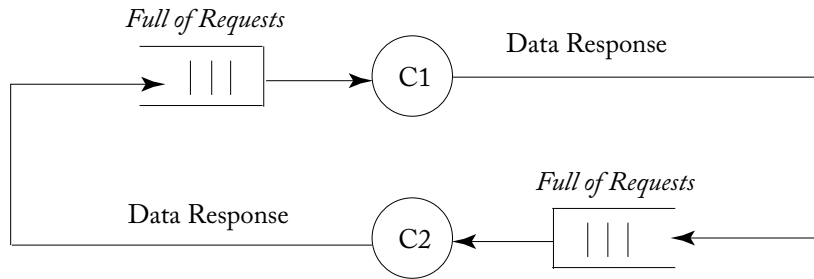 Full of Requests
Data Response
C1
Full of Requests
Data Response
C2